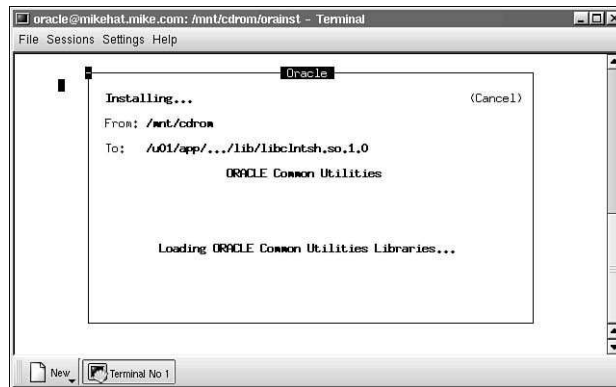 oracle@mikehat.mike.com: /mnt/cdrom/orainst - Terminal
File Sessions Settings Help
Oracle
Installing... (Cancel)
From: /mnt/cdrom
To: /u01/app/.../lib/libclntsh.so.1.0
ORACLE Common Utilities
Loading ORACLE Common Utilities Libraries...
New Terminal No 1